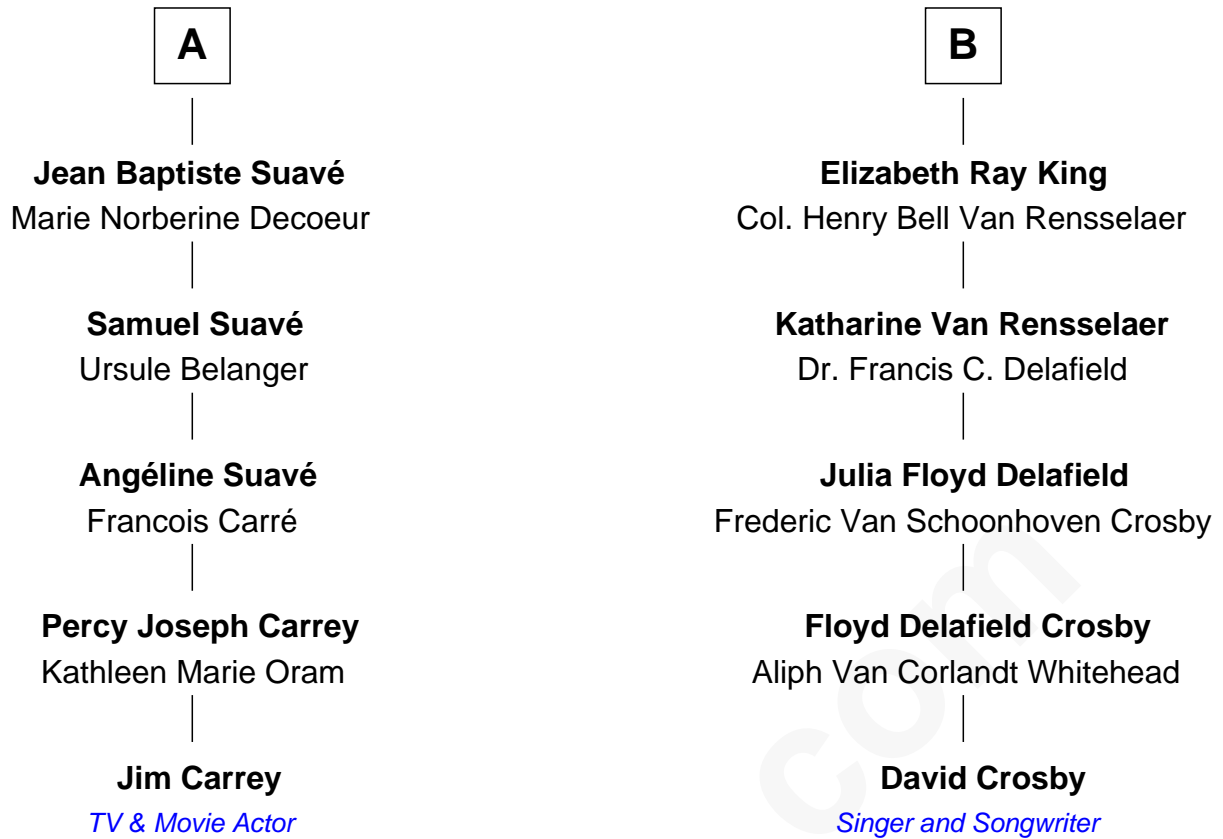 A
Jean Baptiste Suavé
Marie Norberine Decoeur
Samuel Suavé
Ursule Belanger
Angéline Suavé
Francois Carré
Percy Joseph Carrey
Kathleen Marie Oram
Jim Carrey
TV & Movie Actor
B
Elizabeth Ray King
Col. Henry Bell Van Rensselaer
Katharine Van Rensselaer
Dr. Francis C. Delafield
Julia Floyd Delafield
Frederic Van Schoonhoven Crosby
Floyd Delafield Crosby
Aliph Van Corlandt Whitehead
David Crosby
Singer and Songwriter
com